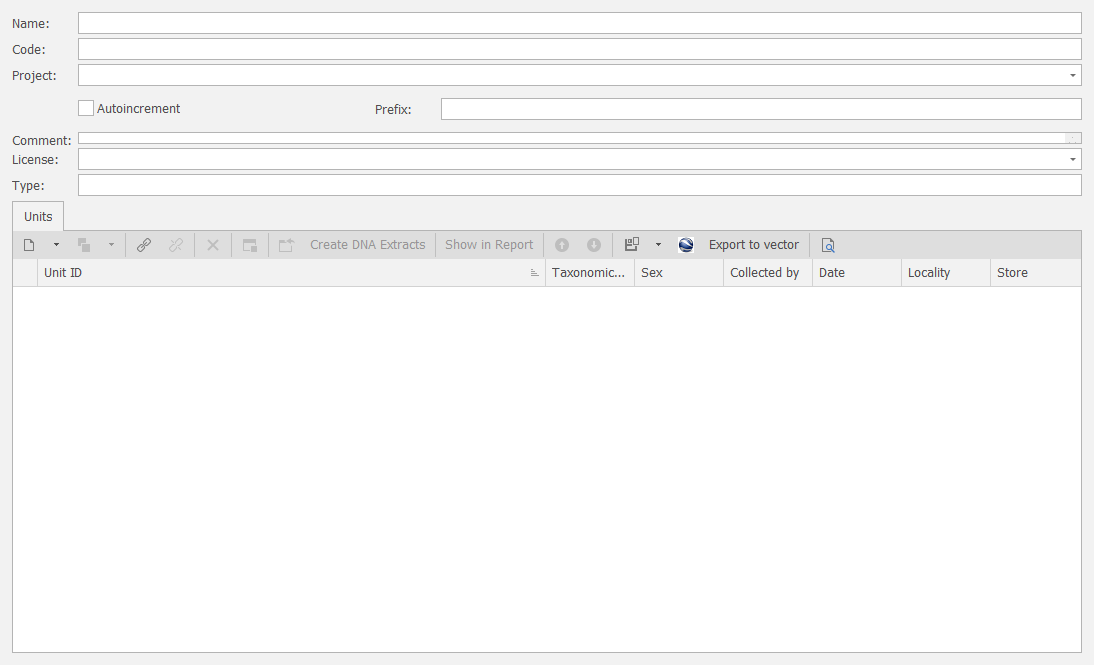 Name:
Code:
Project:
Autoincrement Prefix:
Comment:
License:
Type:
Units
Create DNA Extracts Show in Report Export to vector
Unit ID Taxonomic... Sex Collected by Date Locality Store